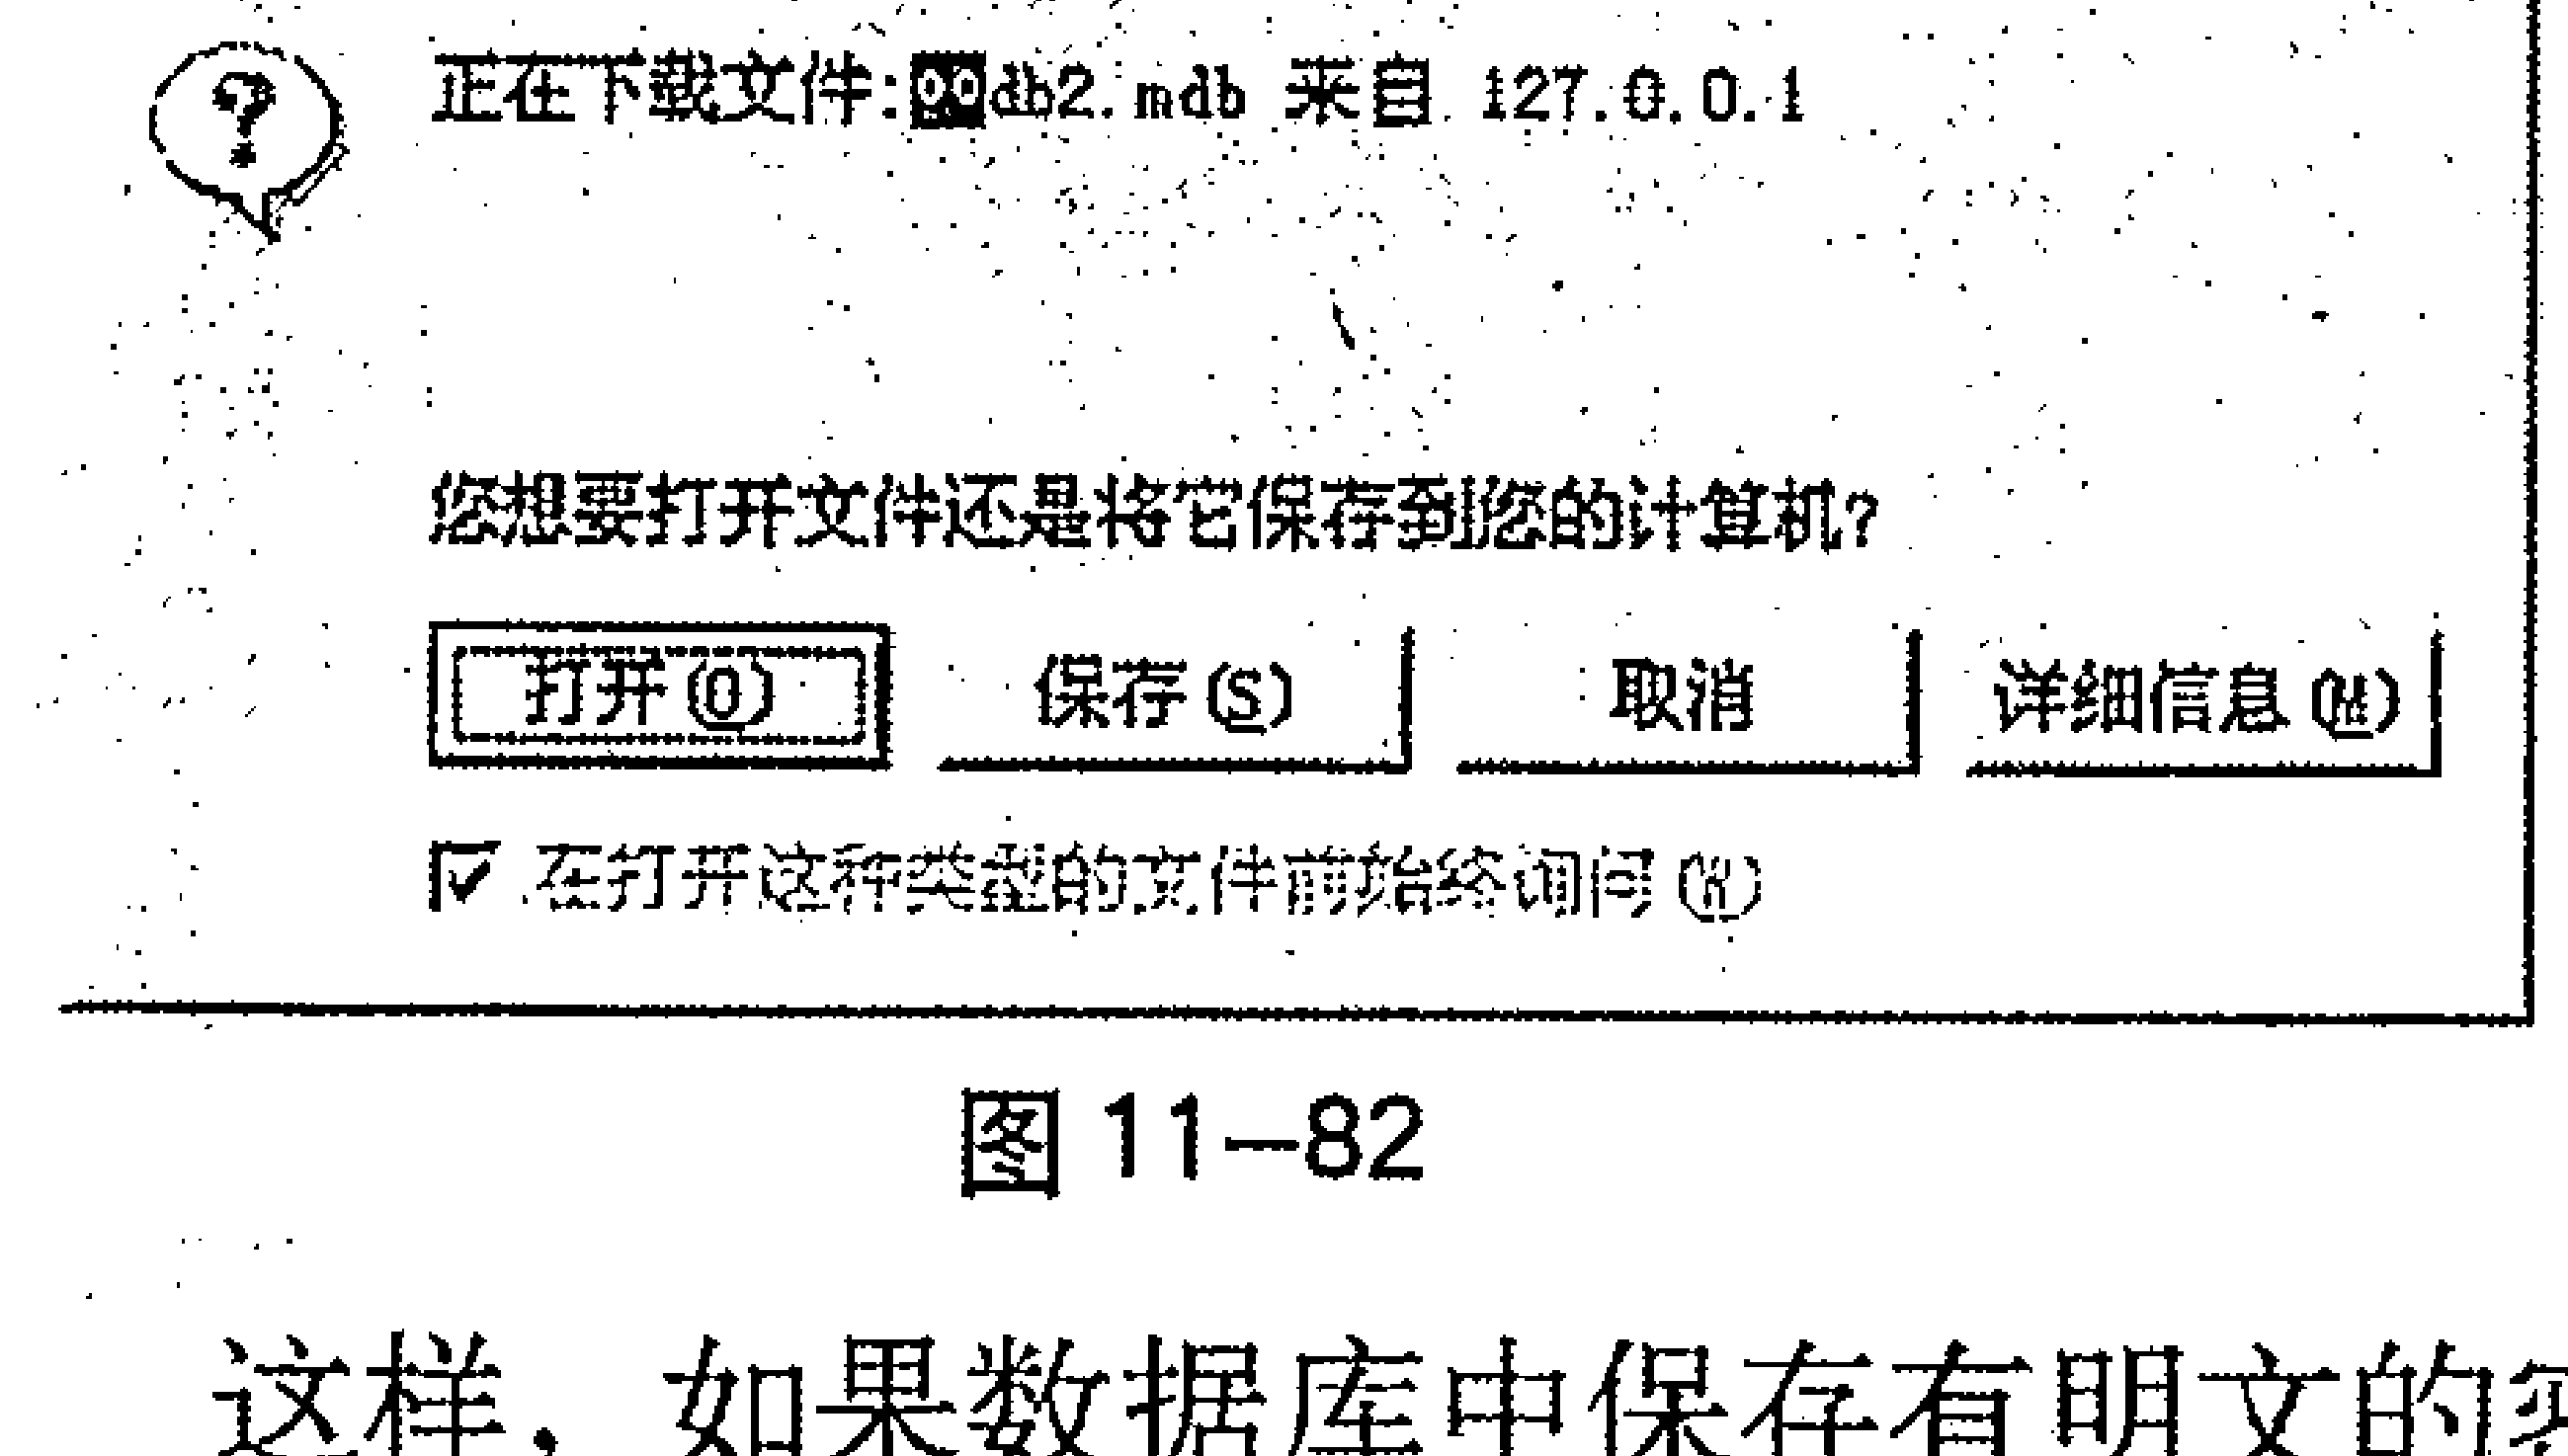 正在下载文件:db2.mdb 来自 127.0.0.1
您想要打开文件还是将它保存到您的计算机?
打开(O) 保存(S) 取消 详细信息(M)
在打开这种类型的文件前始终询问(W)
图 11-82
这样，如果数据库中保存有明文的